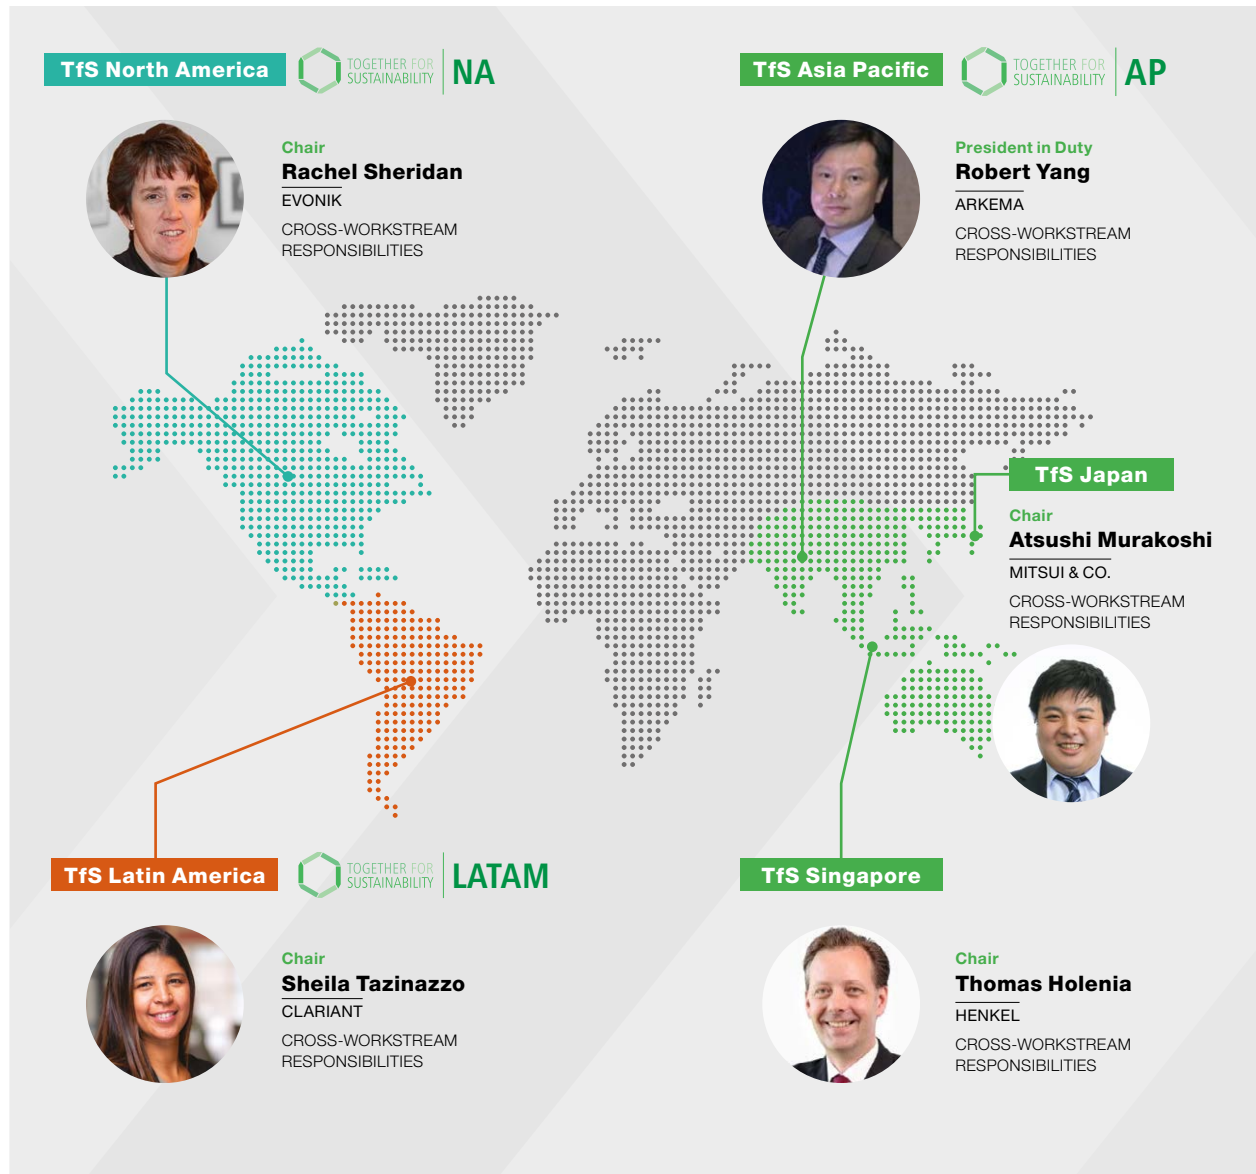 TfS North America
TOGETHER FOR
SUSTAINABILITY
NA
Chair
Rachel Sheridan
EVONIK
CROSS-WORKSTREAM
RESPONSIBILITIES
TfS Asia Pacific
TOGETHER FOR
SUSTAINABILITY
AP
President in Duty
Robert Yang
ARKEMA
CROSS-WORKSTREAM
RESPONSIBILITIES
TfS Japan
Chair
Atsushi Murakoshi
MITSUI & CO.
CROSS-WORKSTREAM
RESPONSIBILITIES
TfS Latin America
TOGETHER FOR
SUSTAINABILITY
LATAM
Chair
Sheila Tazinazzo
CLARIANT
CROSS-WORKSTREAM
RESPONSIBILITIES
TfS Singapore
Chair
Thomas Holenia
HENKEL
CROSS-WORKSTREAM
RESPONSIBILITIES